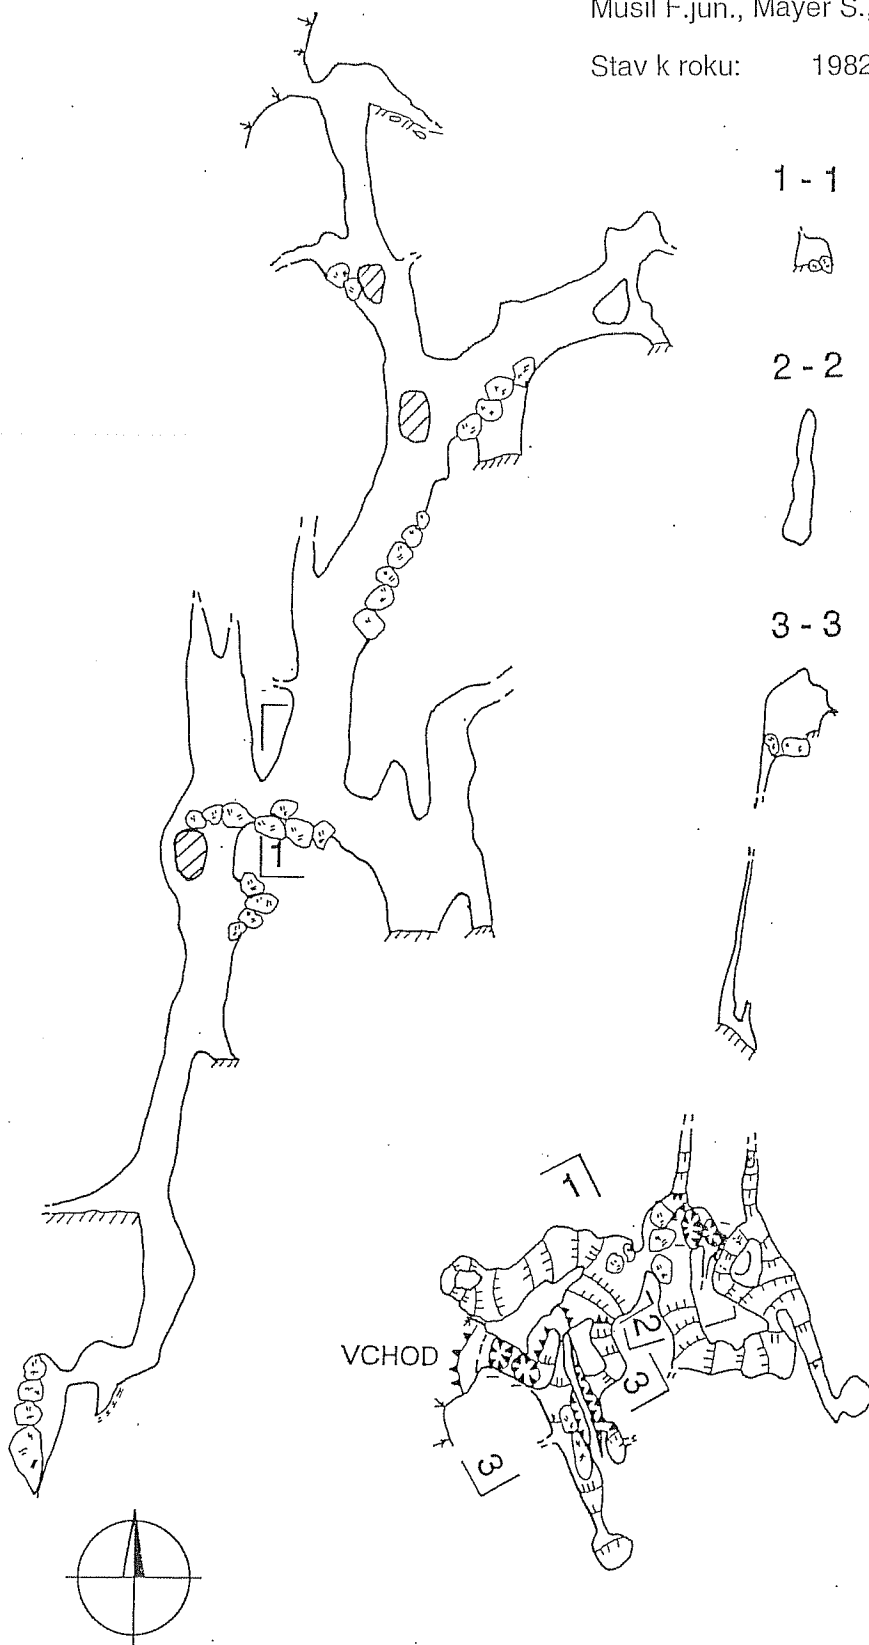 Musil F.jun., Mayer S.,
Stav k roku: 1982
1 - 1
2 - 2
3 - 3
1
1
2
3
VCHOD
3